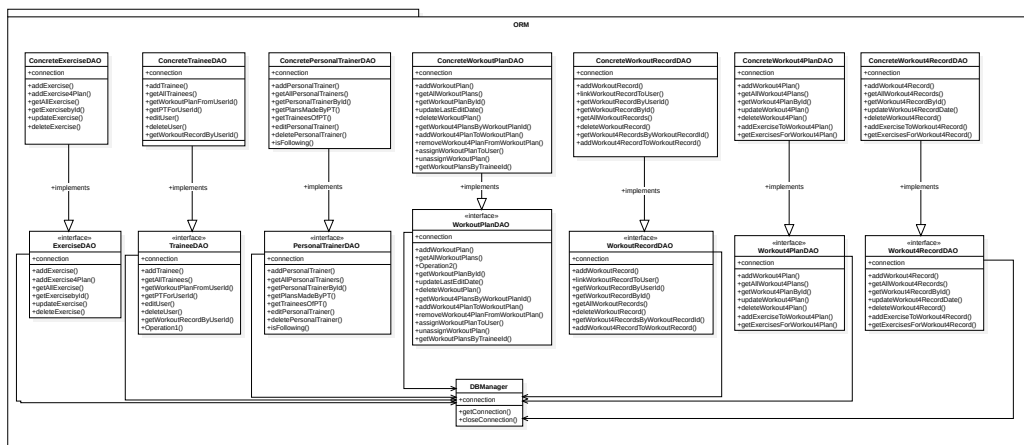 ORM
ConcreteExerciseDAO
+connection
+addExercise()
+addExercise4Plan()
+getAllExercise()
+getExercisebyId()
+updateExercise()
+deleteExercise()
ConcreteTraineeDAO
+connection
+addTrainee()
+getAllTrainees()
+getWorkoutPlanFromUserId()
+getPTForUserId()
+editUser()
+deleteUser()
+getWorkoutRecordByUserId()
ConcretePersonalTrainerDAO
+connection
+addPersonalTrainer()
+getAllPersonalTrainers()
+getPersonalTrainerById()
+getPlansMadeByPT()
+getTraineesOfPT()
+editPersonalTrainer()
+deletePersonalTrainer()
+isFollowing()
ConcreteWorkoutPlanDAO
+connection
+addWorkoutPlan()
+getAllWorkoutPlans()
+getWorkoutPlanById()
+updateLastEditDate()
+deleteWorkoutPlan()
+getWorkout4PlansByWorkoutPlanId()
+addWorkout4PlanToWorkoutPlan()
+removeWorkout4PlanFromWorkoutPlan()
+assignWorkoutPlanToUser()
+unassignWorkoutPlan()
+getWorkoutPlansByTraineeId()
ConcreteWorkoutRecordDAO
+connection
+addWorkoutRecord()
+linkWorkoutRecordToUser()
+getWorkoutRecordByUserId()
+getWorkoutRecordById()
+getAllWorkoutRecords()
+deleteWorkoutRecord()
+getWorkout4RecordsByWorkoutRecordId()
+addWorkout4RecordToWorkoutRecord()
ConcreteWorkout4PlanDAO
+connection
+addWorkout4Plan()
+getAllWorkout4Plans()
+getWorkout4PlanById()
+updateWorkout4Plan()
+deleteWorkout4Plan()
+addExerciseToWorkout4Plan()
+getExercisesForWorkout4Plan()
ConcreteWorkout4RecordDAO
+connection
+addWorkout4Record()
+getAllWorkout4Records()
+getWorkout4RecordById()
+updateWorkout4RecordDate()
+deleteWorkout4Record()
+addExerciseToWorkout4Record()
+getExercisesForWorkout4Record()
+implements
+implements
+implements
+implements
+implements
+implements
+implements
«interface»
ExerciseDAO
+connection
+addExercise()
+addExercise4Plan()
+getAllExercise()
+getExercisebyId()
+updateExercise()
+deleteExercise()
«interface»
TraineeDAO
+connection
+addTrainee()
+getAllTrainees()
+getWorkoutPlanFromUserId()
+getPTForUserId()
+editUser()
+deleteUser()
+getWorkoutRecordByUserId()
+Operation1()
«interface»
PersonalTrainerDAO
+connection
+addPersonalTrainer()
+getAllPersonalTrainers()
+getPersonalTrainerById()
+getPlansMadeByPT()
+getTraineesOfPT()
+editPersonalTrainer()
+deletePersonalTrainer()
+isFollowing()
«interface»
WorkoutPlanDAO
+connection
+addWorkoutPlan()
+getAllWorkoutPlans()
+Operation2()
+getWorkoutPlanById()
+updateLastEditDate()
+deleteWorkoutPlan()
+getWorkout4PlansByWorkoutPlanId()
+addWorkout4PlanToWorkoutPlan()
+removeWorkout4PlanFromWorkoutPlan()
+assignWorkoutPlanToUser()
+unassignWorkoutPlan()
+getWorkoutPlansByTraineeId()
«interface»
WorkoutRecordDAO
+connection
+addWorkoutRecord()
+linkWorkoutRecordToUser()
+getWorkoutRecordByUserId()
+getWorkoutRecordById()
+getAllWorkoutRecords()
+deleteWorkoutRecord()
+getWorkout4RecordsByWorkoutRecordId()
+addWorkout4RecordToWorkoutRecord()
«interface»
Workout4PlanDAO
+connection
+addWorkout4Plan()
+getAllWorkout4Plans()
+getWorkout4PlanById()
+updateWorkout4Plan()
+deleteWorkout4Plan()
+addExerciseToWorkout4Plan()
+getExercisesForWorkout4Plan()
«interface»
Workout4RecordDAO
+connection
+addWorkout4Record()
+getAllWorkout4Records()
+getWorkout4RecordById()
+updateWorkout4RecordDate()
+deleteWorkout4Record()
+addExerciseToWorkout4Record()
+getExercisesForWorkout4Record()
DBManager
+connection
+getConnection()
+closeConnection()